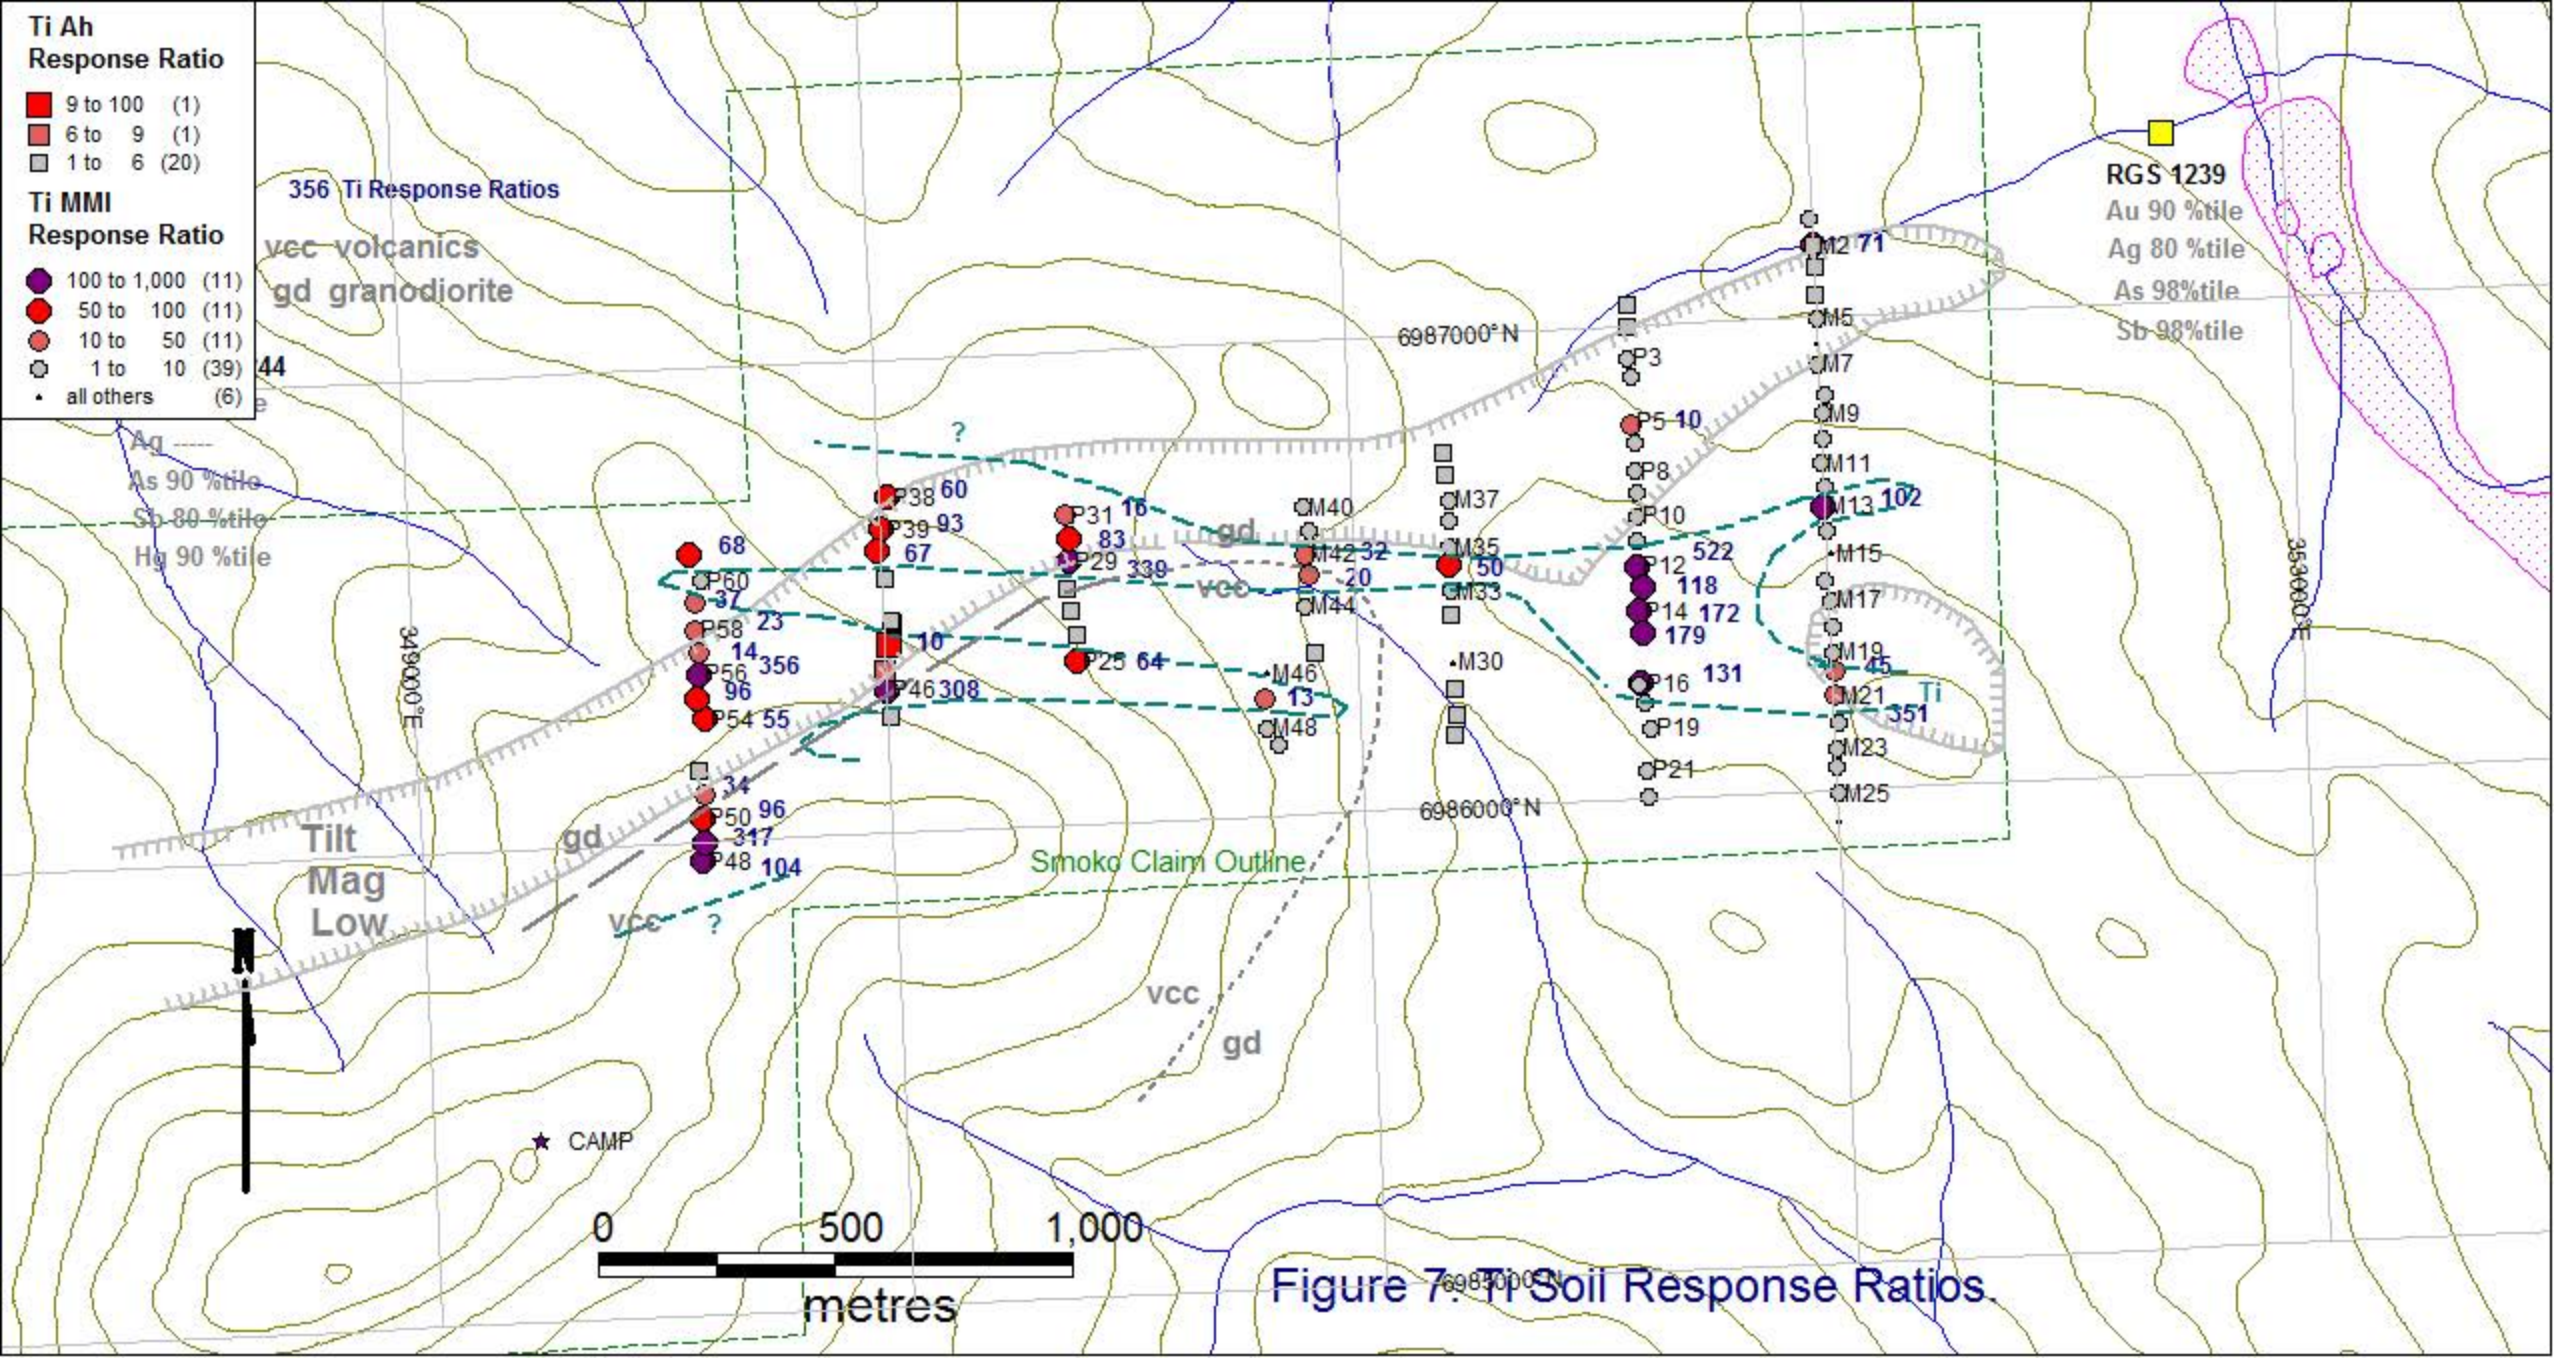 Ti Ah
Response Ratio
9 to 100 (1)
6 to 9 (1)
1 to 6 (20)
Ti MMI
Response Ratio
100 to 1,000 (11)
50 to 100 (11)
10 to 50 (11)
1 to 10 (39)
all others (6)
356 Ti Response Ratios
vcc volcanics
gd granodiorite
44
e
Ag -----
As 90 %tile
Sb 80 %tile
Hg 90 %tile
RGS 1239
Au 90 %tile
Ag 80 %tile
As 98%tile
Sb 98%tile
M2 71
M5
M7
M9
M11
M13 102
M15
M17
M19
45
M21
Ti
351
M23
M25
6987000°N
P3
P5 10
P8
P10
P12 522
118
P14 172
179
P16 131
P19
P21
M37
M35
50
M33
M30
M40
gd
M42 32
20
vcc
M44
M46
13
M48
?
P31 16
83
P29 339
P25 64
P38 60
P39 93
67
10
P46 308
68
P60
37
P58 23
14
P56 356
96
P54 55
34
P50 96
317
P48 104
349000°E
353000°E
6986000°N
Smoko Claim Outline
Tilt
Mag
Low
gd
vcc
?
N
vcc
gd
CAMP
0 500 1,000
metres
6985000°N
Figure 7. Ti Soil Response Ratios.